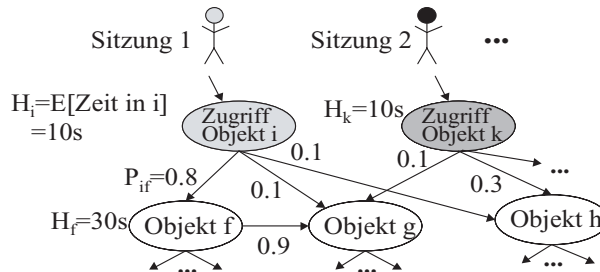 Sitzung 1
Sitzung 2
...
H_i=E[Zeit in i]
=10s
Zugriff
Objekt i
H_k=10s
Zugriff
Objekt k
0.1
0.1
...
P_if=0.8
0.1
0.3
H_f=30s
Objekt f
0.9
Objekt g
Objekt h
...
...
...